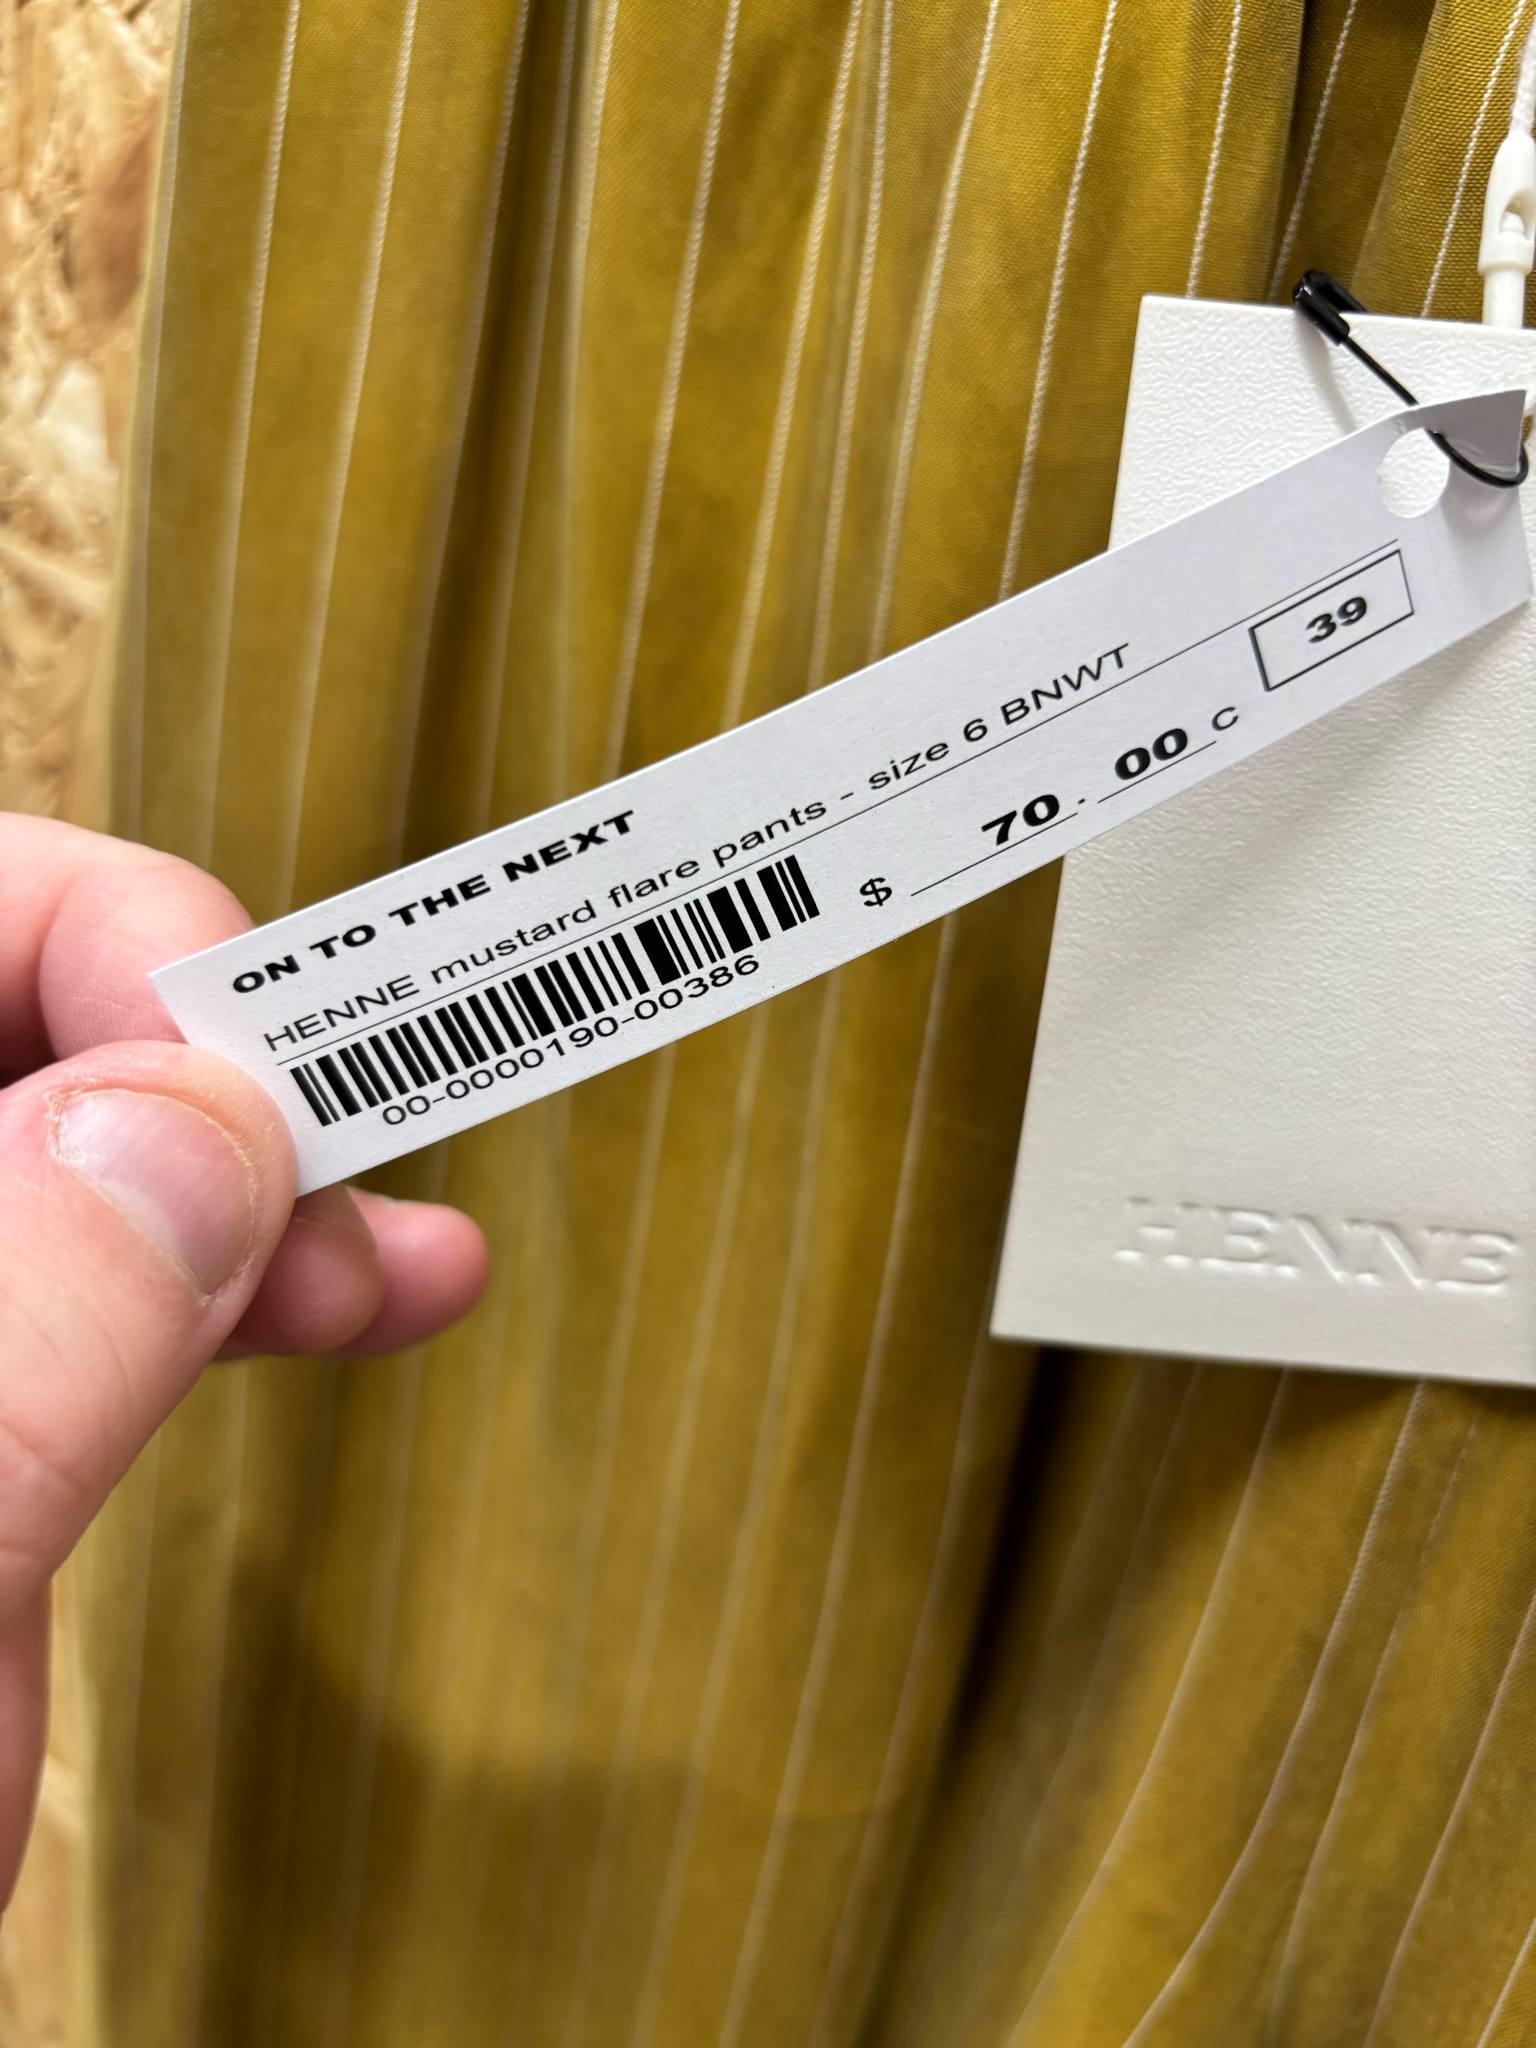 ON TO THE NEXT
HENNE mustard flare pants - size 6 BNWT
39
00-0000190-00386
$ 70 . 00 c
HENNE